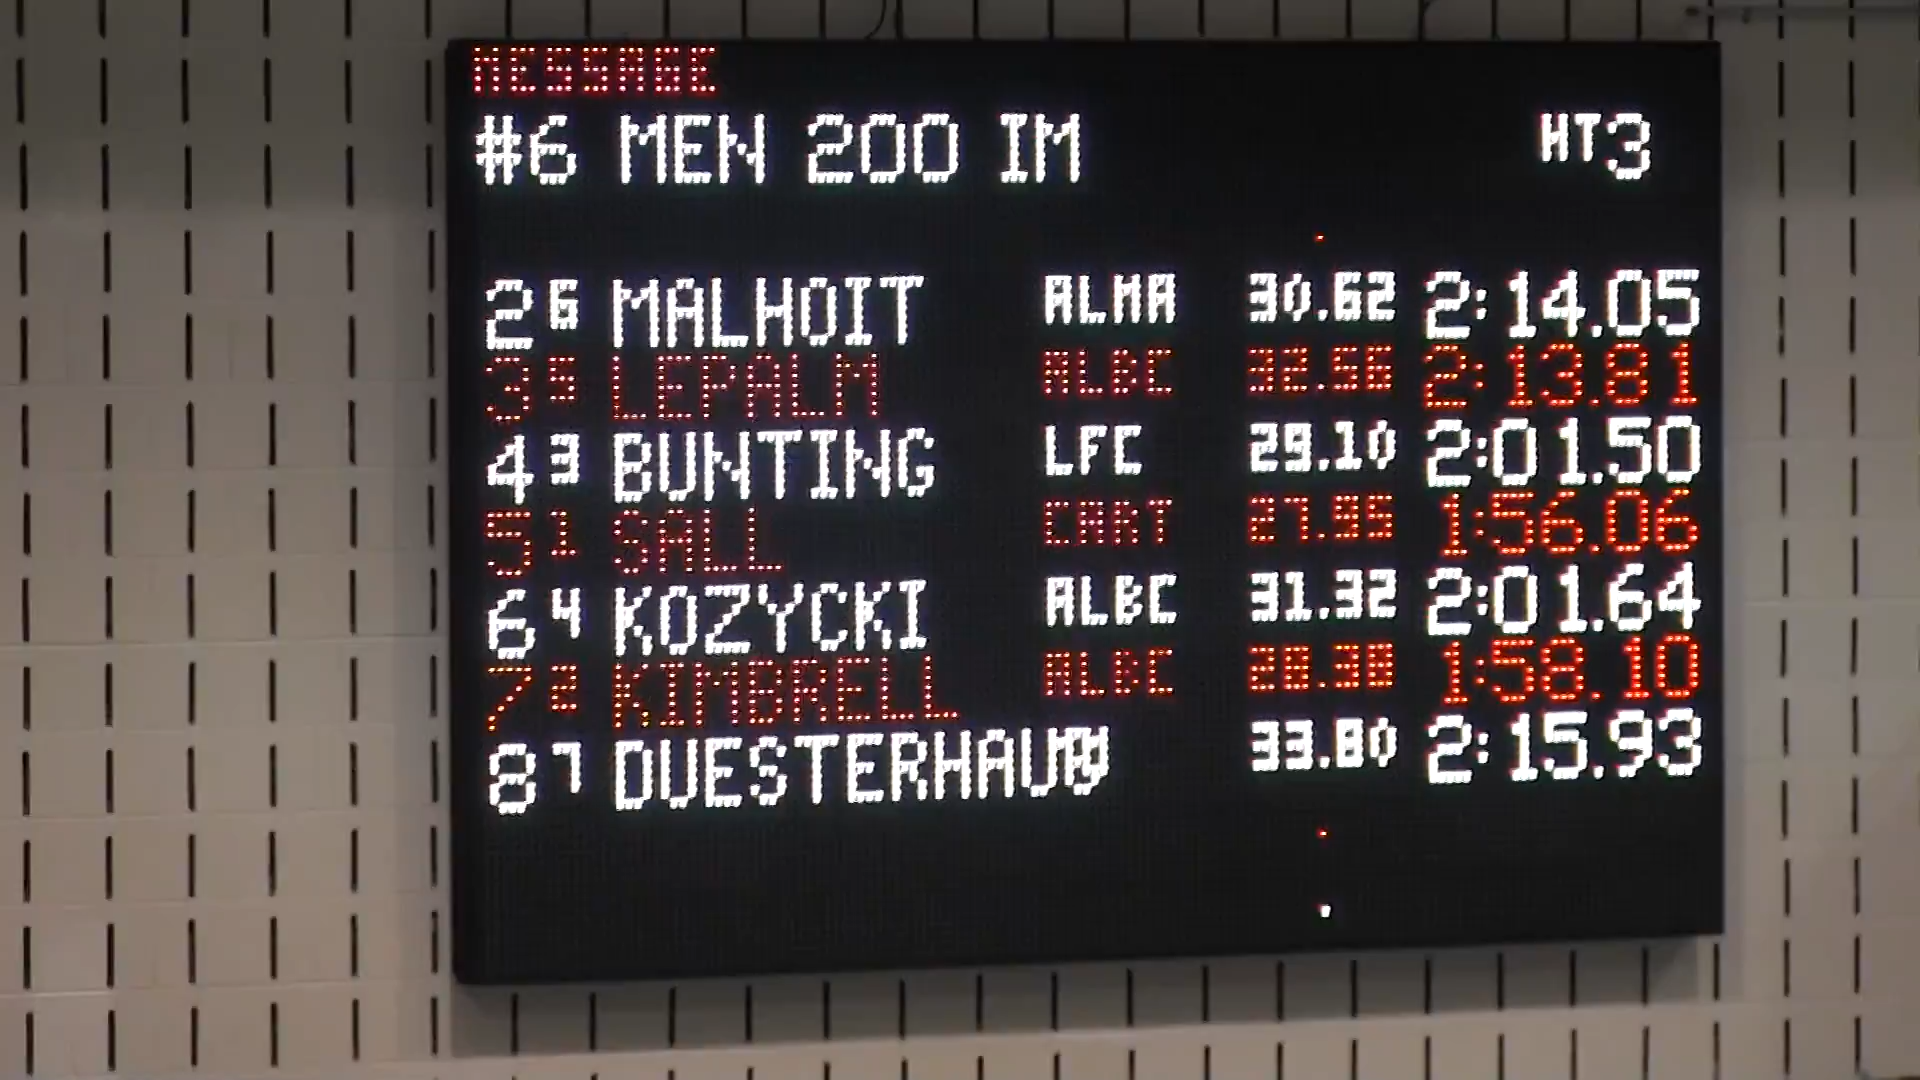 MESSAGE
#6 MEN 200 IM HT3
2 6 MALHOIT ALMA 30.62 2:14.05
3 5 LEPALM ALBC 32.56 2:13.81
4 3 BUNTING LFC 29.10 2:01.50
5 1 SALL CART 27.95 1:56.06
6 4 KOZYCKI ALBC 31.32 2:01.64
7 2 KIMBRELL ALBC 28.38 1:58.10
8 7 DUESTERHAU 33.80 2:15.93